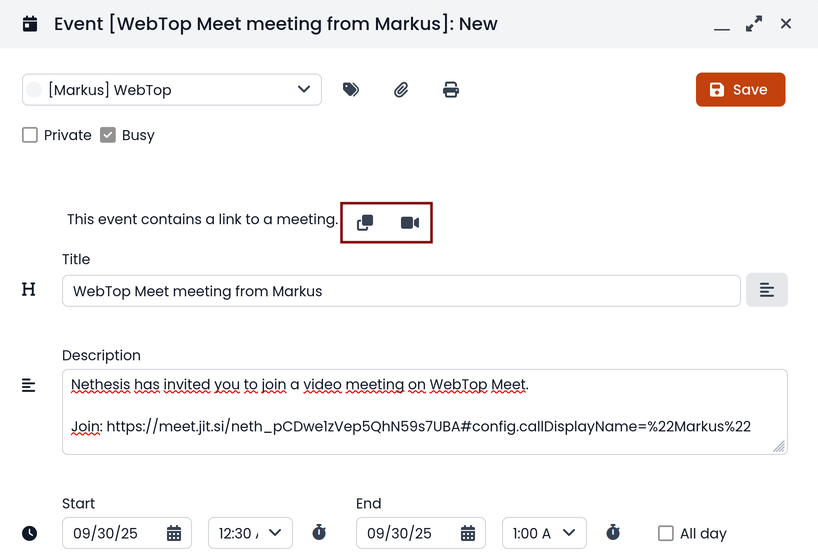 Event [WebTop Meet meeting from Markus]: New
[Markus] WebTop
Save
Private Busy
This event contains a link to a meeting.
Title
H WebTop Meet meeting from Markus
Description
Nethesis has invited you to join a video meeting on WebTop Meet.
Join: https://meet.jit.si/neth_pCDwe1zVep5QhN59s7UBA#config.callDisplayName=%22Markus%22
Start End
09/30/25 12:30 09/30/25 1:00 A All day